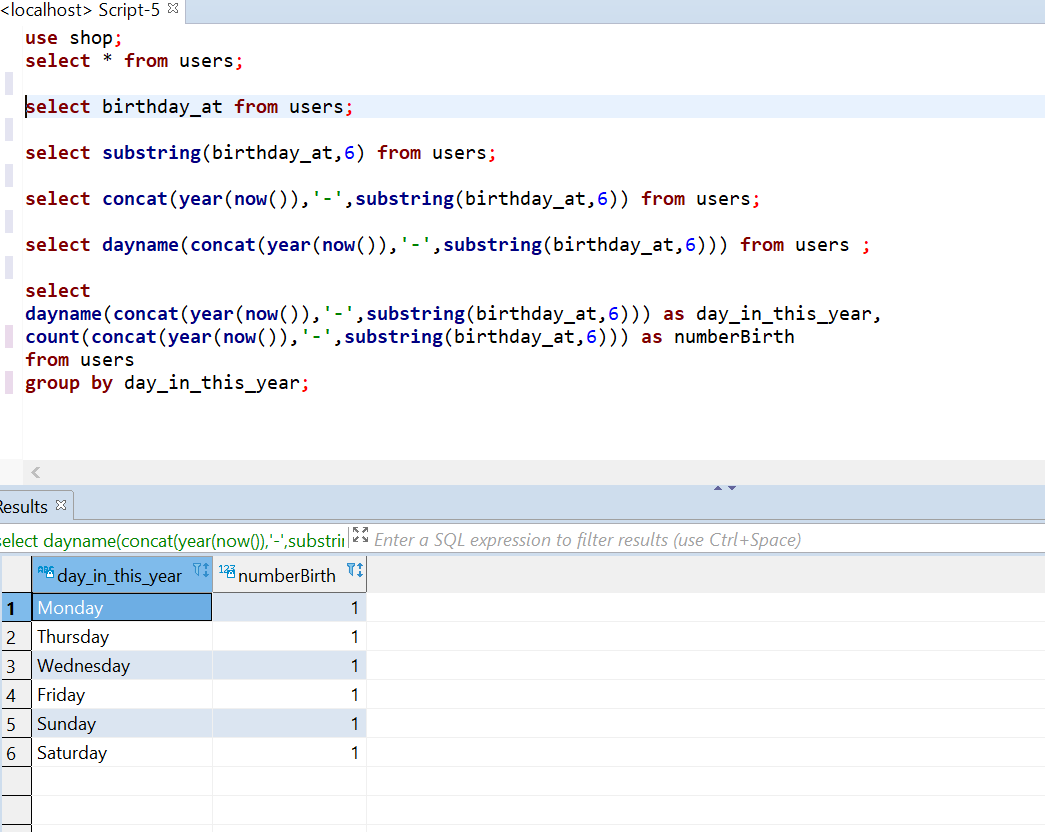 <localhost> Script-5
use shop;
select * from users;
select birthday_at from users;
select substring(birthday_at,6) from users;
select concat(year(now()),'-',substring(birthday_at,6)) from users;
select dayname(concat(year(now()),'-',substring(birthday_at,6))) from users ;
select
dayname(concat(year(now()),'-',substring(birthday_at,6))) as day_in_this_year,
count(concat(year(now()),'-',substring(birthday_at,6))) as numberBirth
from users
group by day_in_this_year;
Results
select dayname(concat(year(now()),'-',substrin Enter a SQL expression to filter results (use Ctrl+Space)
ABC day_in_this_year 123 numberBirth
1 Monday 1
2 Thursday 1
3 Wednesday 1
4 Friday 1
5 Sunday 1
6 Saturday 1